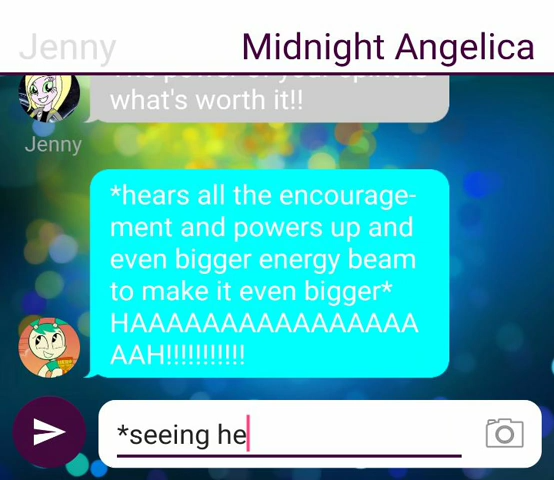 Jenny Midnight Angelica
what's worth it!!
Jenny
*hears all the encourage-
ment and powers up and
even bigger energy beam
to make it even bigger*
HAAAAAAAAAAAAAAAAA
AAH!!!!!!!!!!!
*seeing he